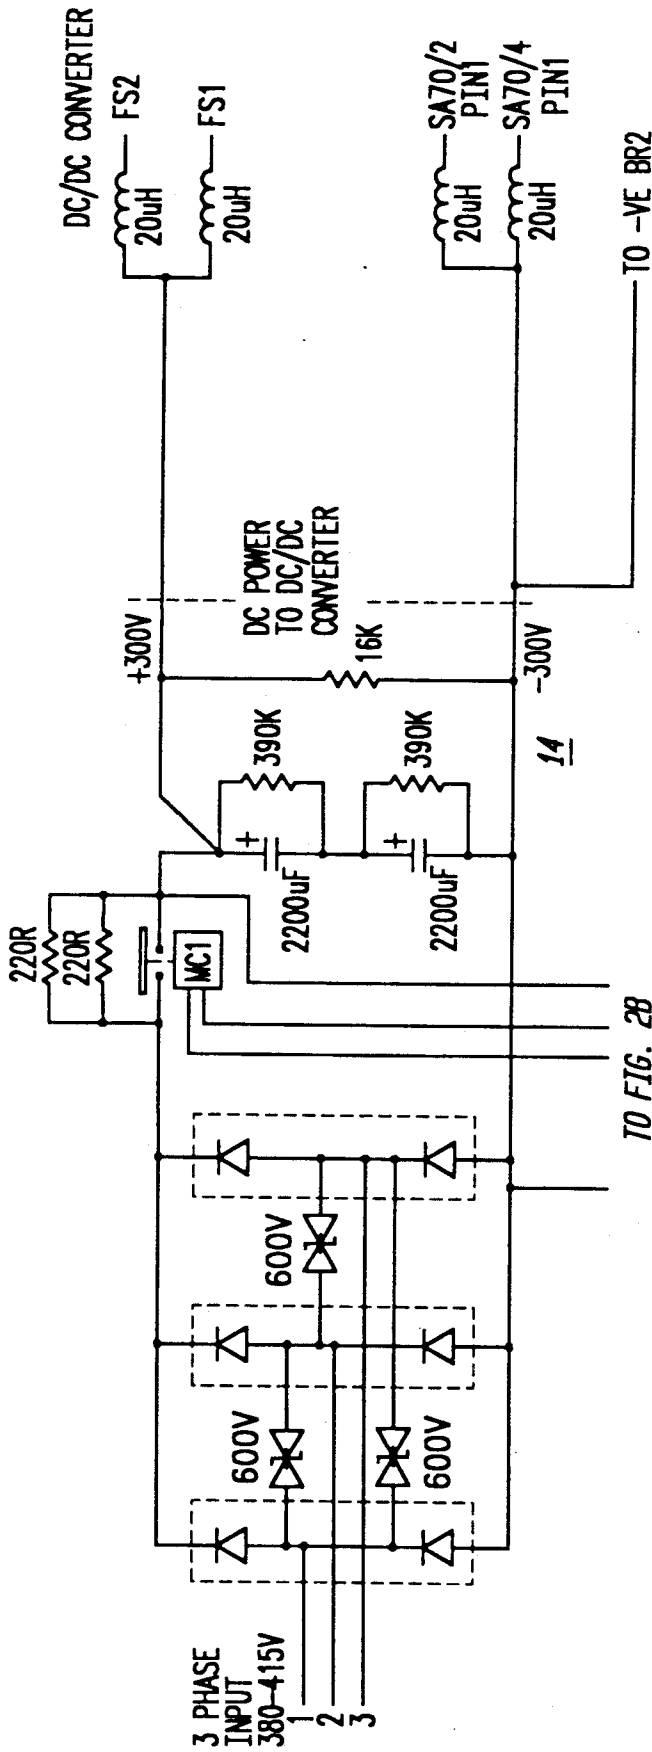 3 PHASE
INPUT
380-415V
1
2
3
600V
600V
600V
220R
220R
MC1
TO FIG. 2B
2200uF
390K
2200uF
390K
14
16K
+300V
-300V
DC POWER
TO DC/DC
CONVERTER
DC/DC CONVERTER
20uH
FS2
20uH
FS1
20uH
SA70/2
PIN1
20uH
SA70/4
PIN1
TO -VE BR2